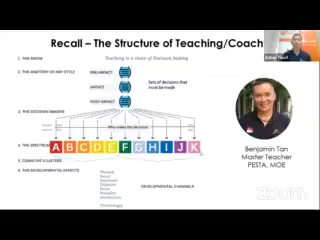 Recall – The Structure of Teaching/Coach
Teaching is a chain of Decision Making
1. THE AXIOM
2. THE ANATOMY OF ANY STYLE
PRE-IMPACT
IMPACT
POST-IMPACT
Sets of decisions that
must be made
3. THE DECISION MAKERS
Who makes the decisions?
4. THE SPECTRUM
A B C D E F G H I J K
5. COGNITIVE CLUSTERS
6. THE DEVELOPMENTAL EFFECTS
Physical
Social
Emotional
Cognitive
Moral
DEVELOPMENTAL CHANNELS
Benjamin Tan
Master Teacher
PESTA, MOE
zoom